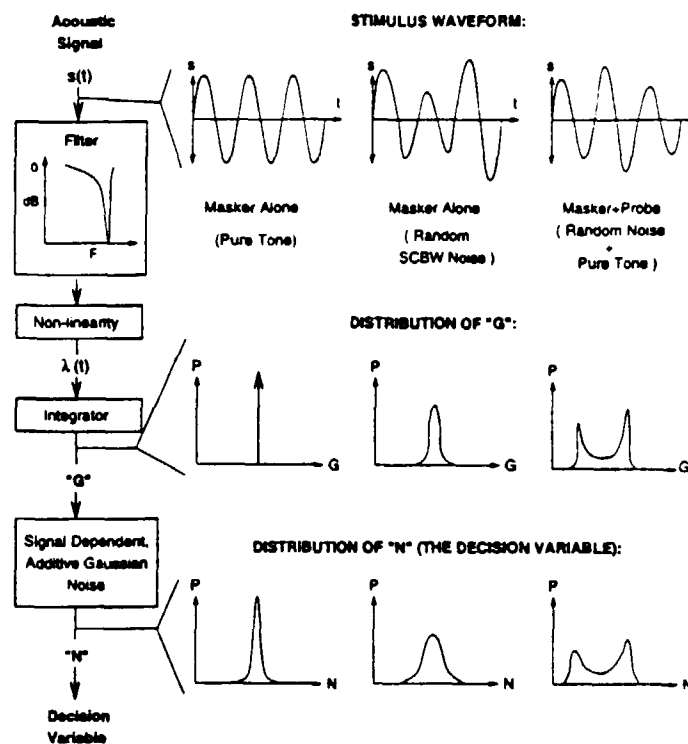 Acoustic
Signal
s(t)
Filter
0
dB
F
Non-linearity
λ(t)
Integrator
"G"
Signal Dependent,
Additive Gaussian
Noise
"N"
Decision
Variable
STIMULUS WAVEFORM:
s
t
s
t
s
t
Masker Alone
(Pure Tone)
Masker Alone
( Random
SCBW Noise )
Masker+Probe
( Random Noise
+
Pure Tone )
DISTRIBUTION OF "G":
P
G
P
G
P
G
DISTRIBUTION OF "N" (THE DECISION VARIABLE):
P
N
P
N
P
N